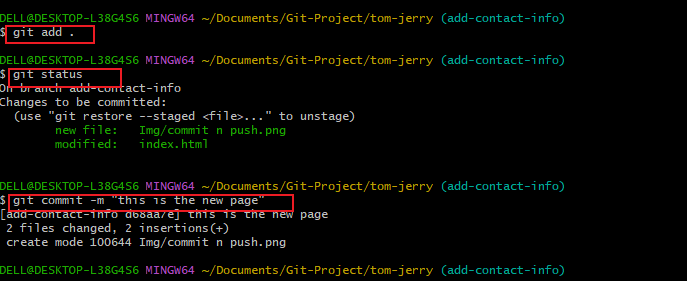 DELL@DESKTOP-L38G4S6 MINGW64 ~/Documents/Git-Project/tom-jerry (add-contact-info)
$ git add .
DELL@DESKTOP-L38G4S6 MINGW64 ~/Documents/Git-Project/tom-jerry (add-contact-info)
$ git status
On branch add-contact-info
Changes to be committed:
(use "git restore --staged <file>..." to unstage)
new file: Img/commit n push.png
modified: index.html
DELL@DESKTOP-L38G4S6 MINGW64 ~/Documents/Git-Project/tom-jerry (add-contact-info)
$ git commit -m "this is the new page"
[add-contact-info d68aa7e] this is the new page
2 files changed, 2 insertions(+)
create mode 100644 Img/commit n push.png
DELL@DESKTOP-L38G4S6 MINGW64 ~/Documents/Git-Project/tom-jerry (add-contact-info)